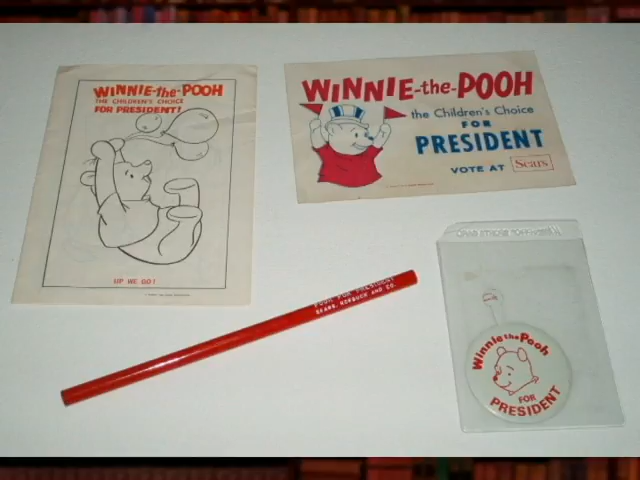 WINNIE-the-POOH
THE CHILDREN'S CHOICE
FOR PRESIDENT!
UP WE GO!
WINNIE-the-POOH
the Children's Choice
FOR
PRESIDENT
VOTE AT Sears
POOH FOR PRESIDENT
SEARS, ROEBUCK AND CO.
Winnie the Pooh
FOR
PRESIDENT